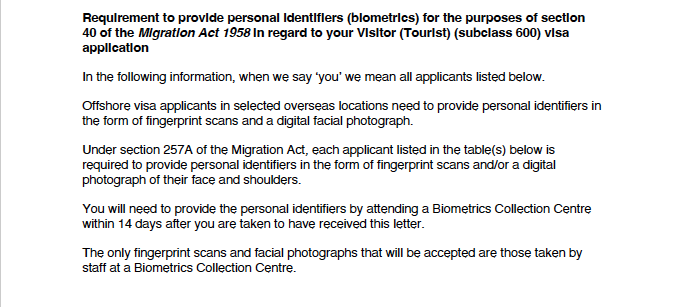 Requirement to provide personal identifiers (biometrics) for the purposes of section
40 of the Migration Act 1958 in regard to your Visitor (Tourist) (subclass 600) visa
application
In the following information, when we say ‘you’ we mean all applicants listed below.
Offshore visa applicants in selected overseas locations need to provide personal identifiers in
the form of fingerprint scans and a digital facial photograph.
Under section 257A of the Migration Act, each applicant listed in the table(s) below is
required to provide personal identifiers in the form of fingerprint scans and/or a digital
photograph of their face and shoulders.
You will need to provide the personal identifiers by attending a Biometrics Collection Centre
within 14 days after you are taken to have received this letter.
The only fingerprint scans and facial photographs that will be accepted are those taken by
staff at a Biometrics Collection Centre.